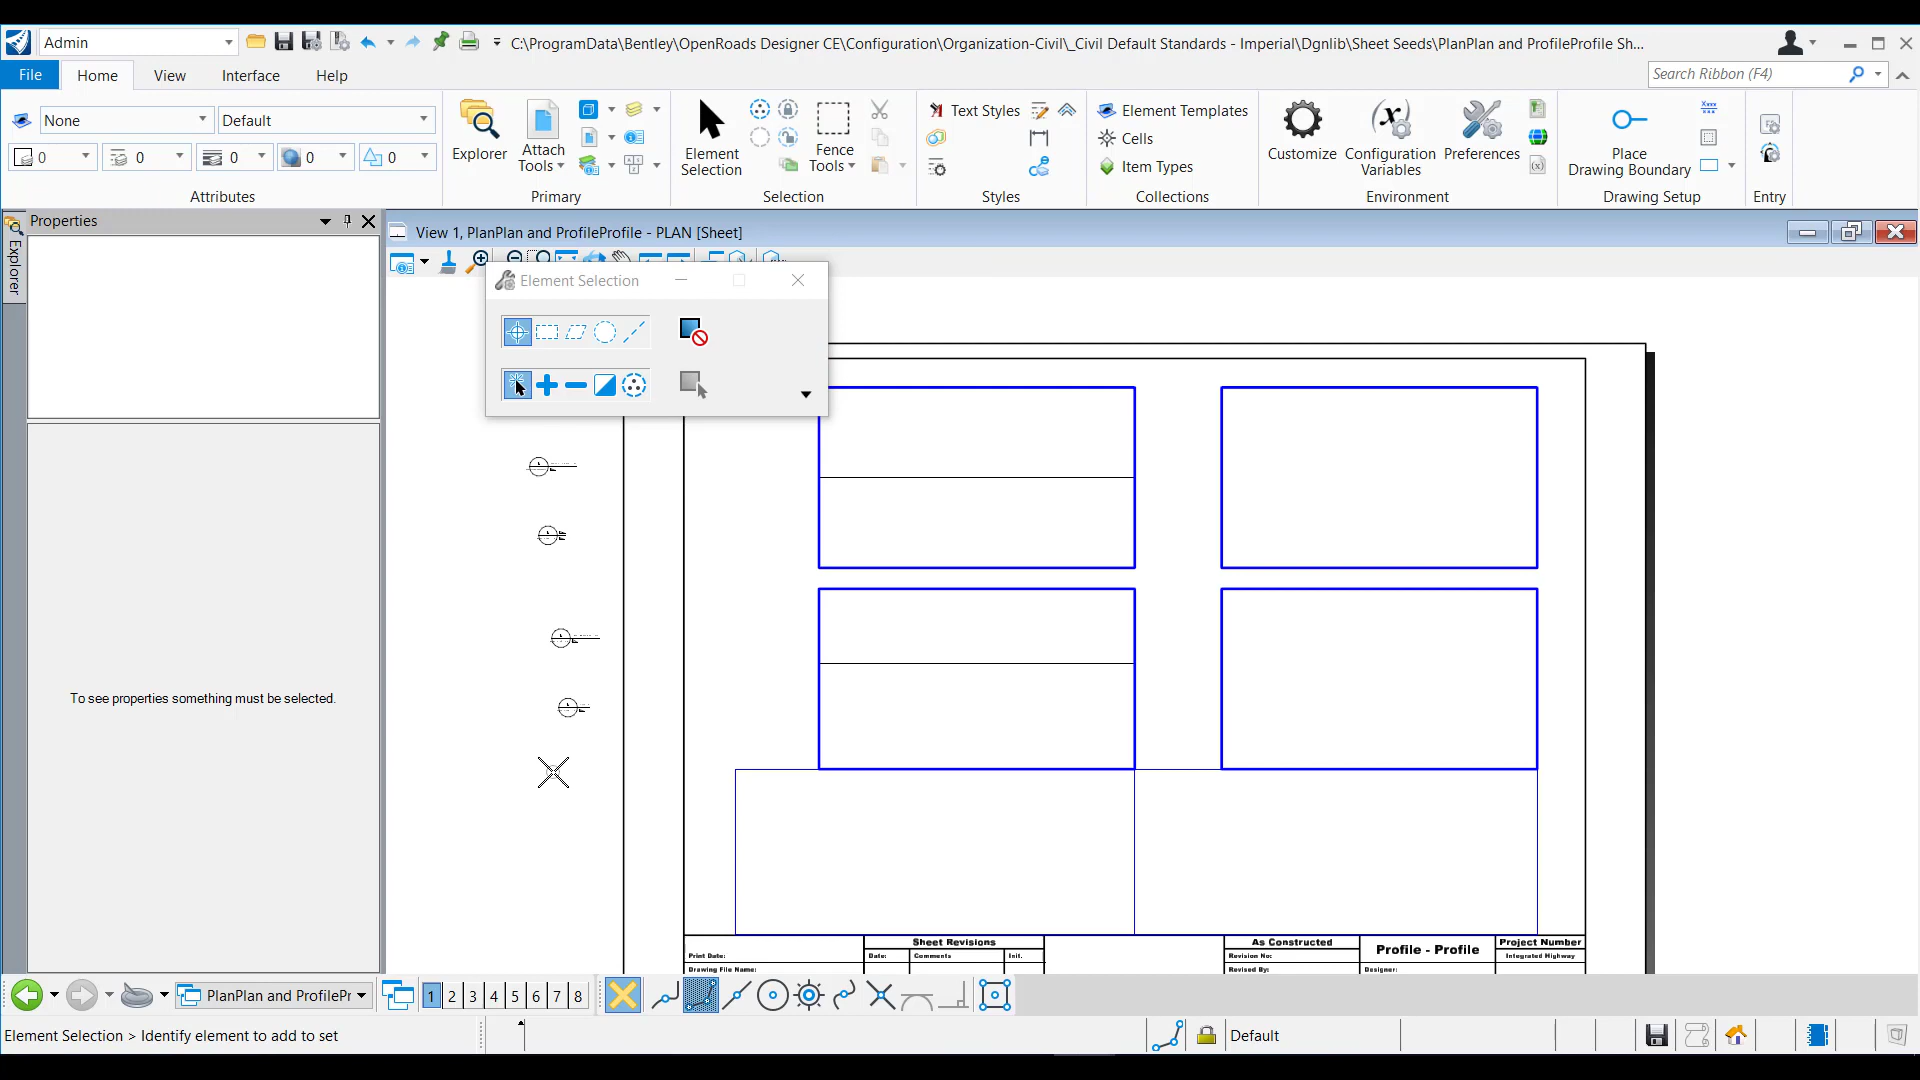 Admin
C:\ProgramData\Bentley\OpenRoads Designer CE\Configuration\Organization-Civil\_Civil Default Standards - Imperial\Dgnlib\Sheet Seeds\PlanPlan and ProfileProfile Sh...
File
Home
View
Interface
Help
Search Ribbon (F4)
None
Default
0
0
0
0
0
Attributes
Explorer
Attach
Tools
Primary
Element
Selection
Fence
Tools
Selection
Text Styles
Styles
Element Templates
Cells
Item Types
Collections
Customize
Configuration
Variables
Preferences
Environment
Place
Drawing Boundary
Drawing Setup
Entry
Explorer
Properties
To see properties something must be selected.
View 1, PlanPlan and ProfileProfile - PLAN [Sheet]
Element Selection
Print Date:
Drawing File Name:
Sheet Revisions
Date:
Comments
Init.
As Constructed
Revision No:
Revised By:
Profile - Profile
Designer:
Project Number
Integrated Highway
PlanPlan and ProfilePr
1 2 3 4 5 6 7 8
Element Selection > Identify element to add to set
Default